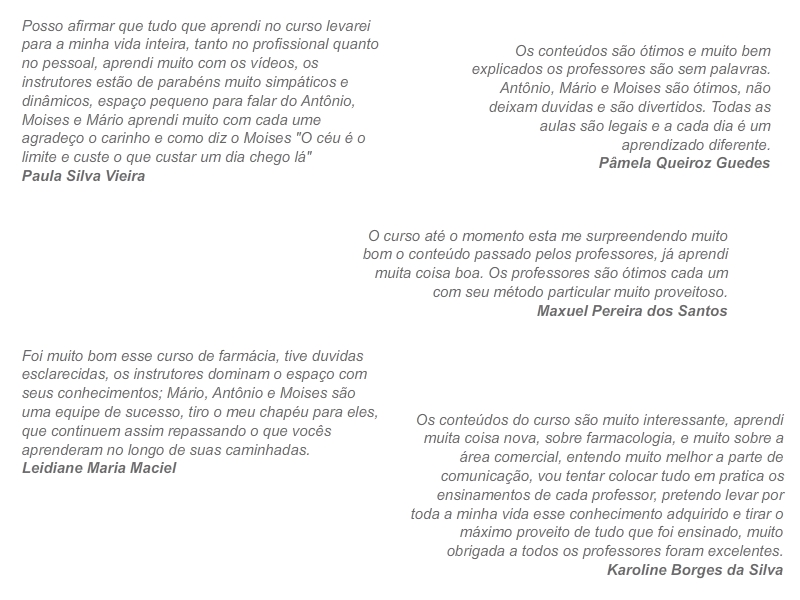 Posso afirmar que tudo que aprendi no curso levarei
para a minha vida inteira, tanto no profissional quanto
no pessoal, aprendi muito com os vídeos, os
instrutores estão de parabéns muito simpáticos e
dinâmicos, espaço pequeno para falar do Antônio,
Moises e Mário aprendi muito com cada ume
agradeço o carinho e como diz o Moises "O céu é o
limite e custe o que custar um dia chego lá"
Paula Silva Vieira
Os conteúdos são ótimos e muito bem
explicados os professores são sem palavras.
Antônio, Mário e Moises são ótimos, não
deixam duvidas e são divertidos. Todas as
aulas são legais e a cada dia é um
aprendizado diferente.
Pâmela Queiroz Guedes
O curso até o momento esta me surpreendendo muito
bom o conteúdo passado pelos professores, já aprendi
muita coisa boa. Os professores são ótimos cada um
com seu método particular muito proveitoso.
Maxuel Pereira dos Santos
Foi muito bom esse curso de farmácia, tive duvidas
esclarecidas, os instrutores dominam o espaço com
seus conhecimentos; Mário, Antônio e Moises são
uma equipe de sucesso, tiro o meu chapéu para eles,
que continuem assim repassando o que vocês
aprenderam no longo de suas caminhadas.
Leidiane Maria Maciel
Os conteúdos do curso são muito interessante, aprendi
muita coisa nova, sobre farmacologia, e muito sobre a
área comercial, entendo muito melhor a parte de
comunicação, vou tentar colocar tudo em pratica os
ensinamentos de cada professor, pretendo levar por
toda a minha vida esse conhecimento adquirido e tirar o
máximo proveito de tudo que foi ensinado, muito
obrigada a todos os professores foram excelentes.
Karoline Borges da Silva